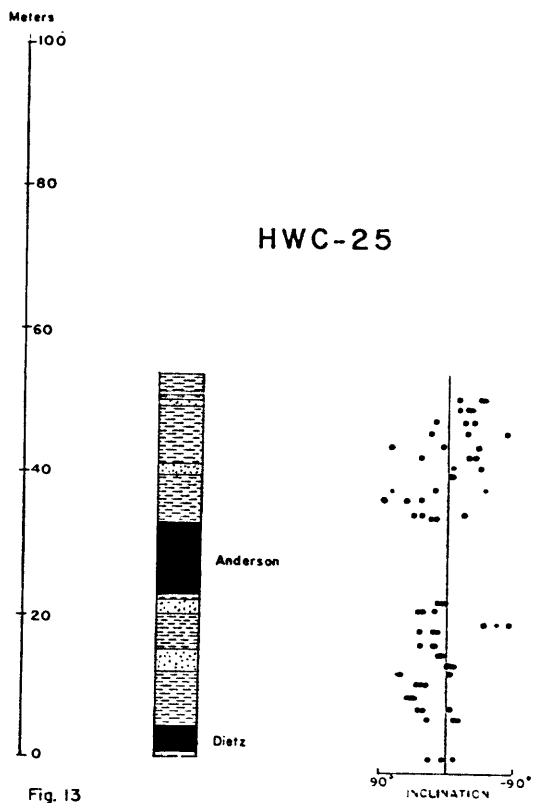 Meters
100
80
HWC-25
60
40
Anderson
20
Dietz
0
90° -90°
INCLINATION
Fig. 13